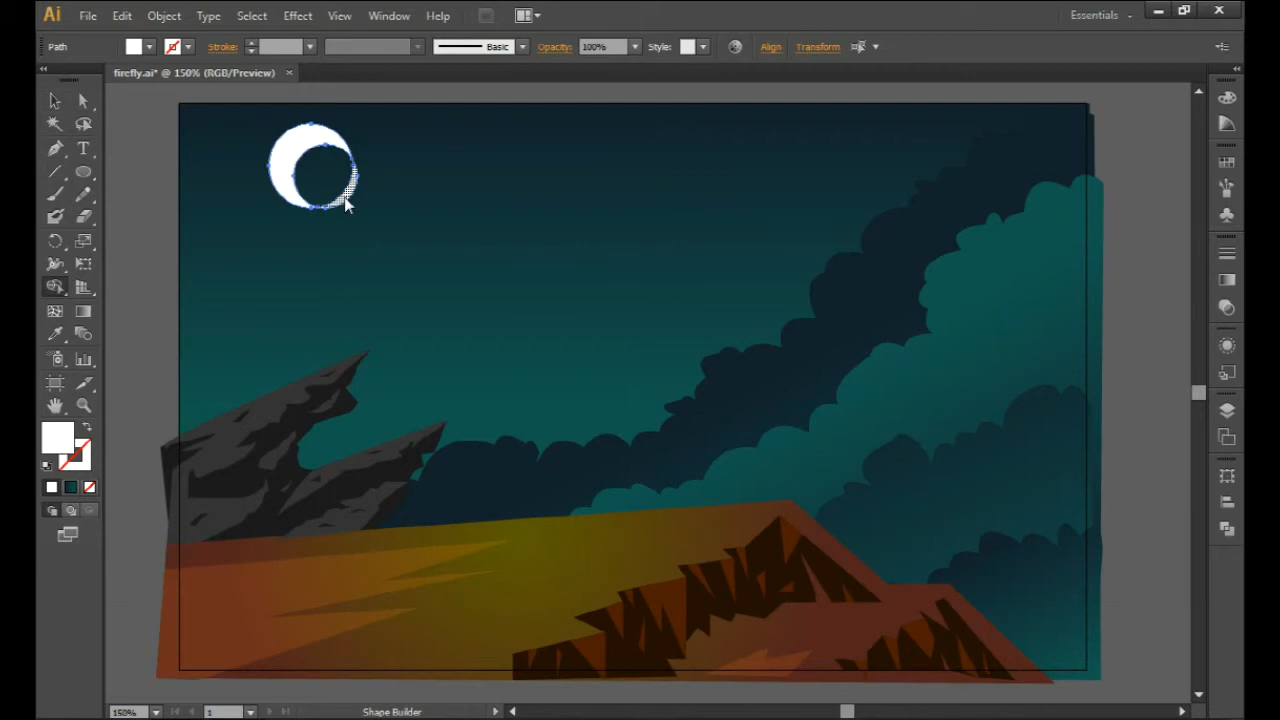 Ai File Edit Object Type Select Effect View Window Help Essentials
Path Stroke: Basic Opacity: 100% Style: Align Transform
firefly.ai* @ 150% (RGB/Preview) ×
T
150% 1 Shape Builder